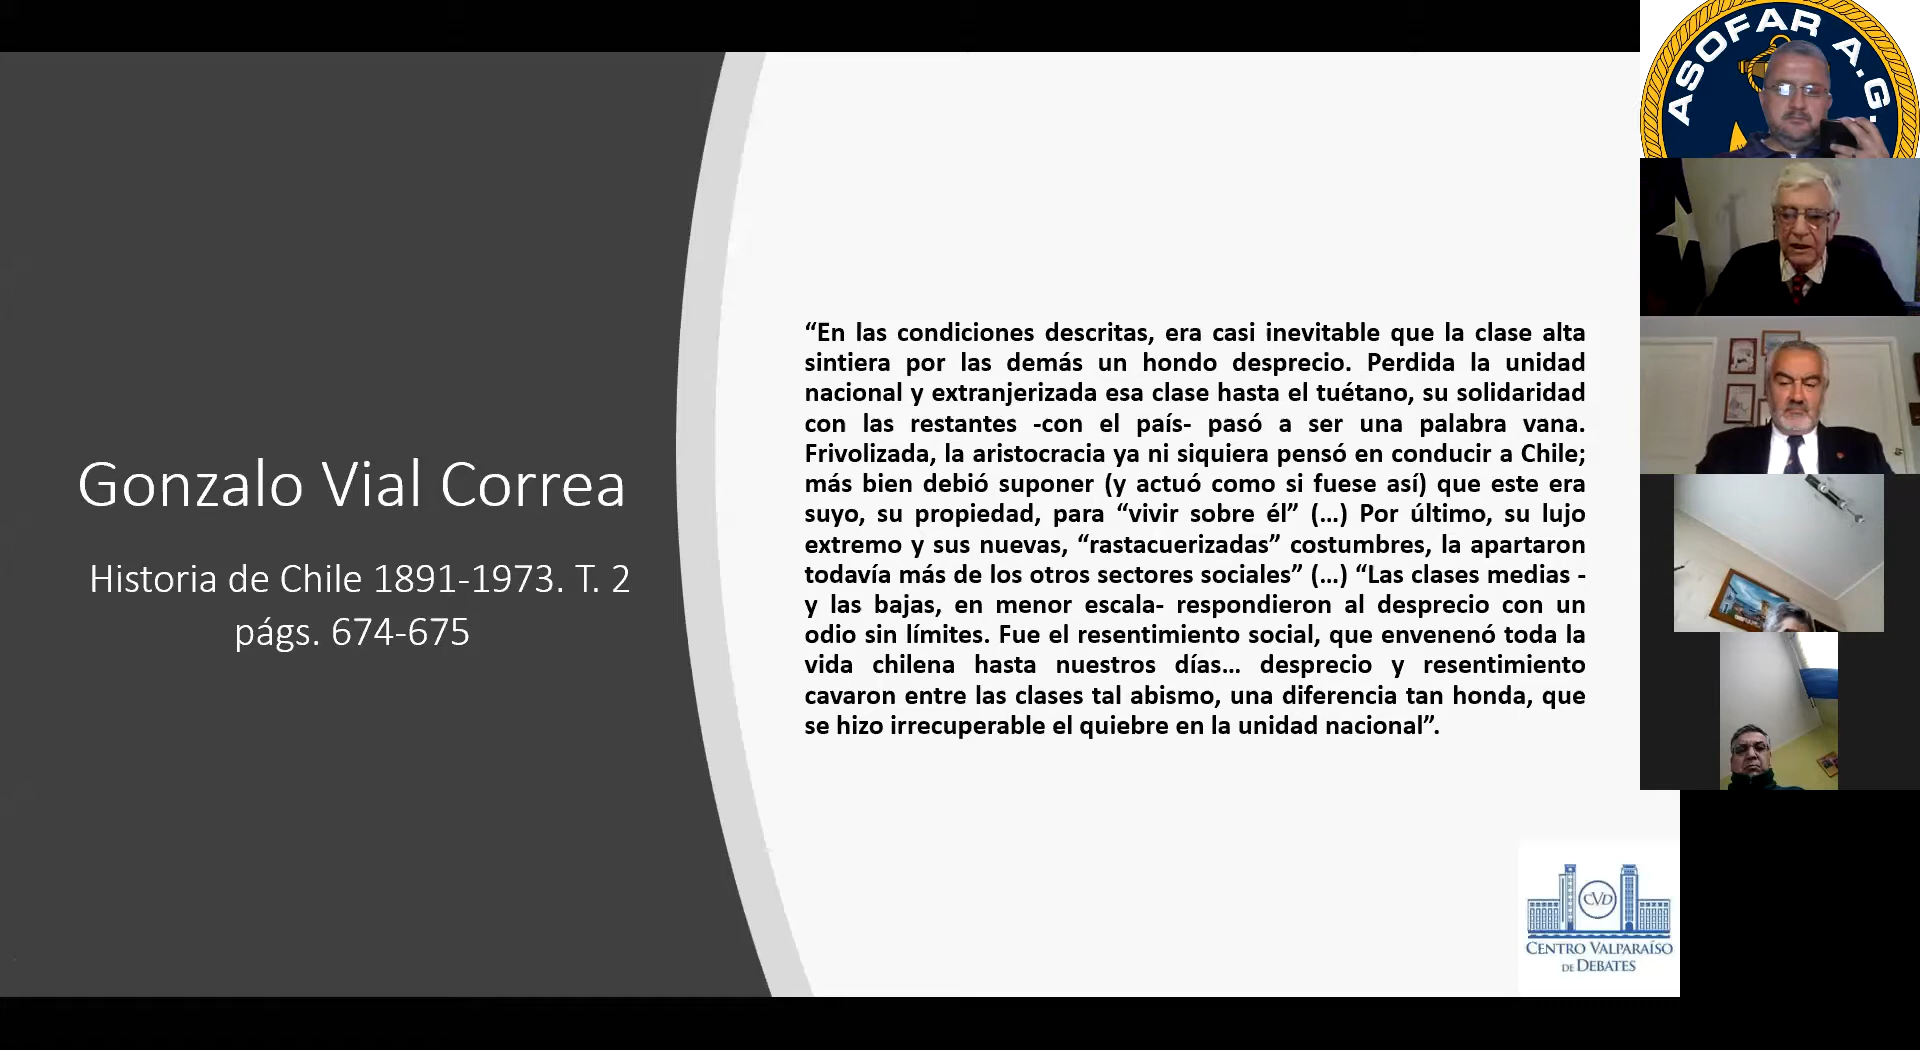 Gonzalo Vial Correa
Historia de Chile 1891-1973. T. 2
págs. 674-675
“En las condiciones descritas, era casi inevitable que la clase alta
sintiera por las demás un hondo desprecio. Perdida la unidad
nacional y extranjerizada esa clase hasta el tuétano, su solidaridad
con las restantes -con el país- pasó a ser una palabra vana.
Frivolizada, la aristocracia ya ni siquiera pensó en conducir a Chile;
más bien debió suponer (y actuó como si fuese así) que este era
suyo, su propiedad, para “vivir sobre él” (…) Por último, su lujo
extremo y sus nuevas, “rastacuerizadas” costumbres, la apartaron
todavía más de los otros sectores sociales” (…) “Las clases medias -
y las bajas, en menor escala- respondieron al desprecio con un
odio sin límites. Fue el resentimiento social, que envenenó toda la
vida chilena hasta nuestros días… desprecio y resentimiento
cavaron entre las clases tal abismo, una diferencia tan honda, que
se hizo irrecuperable el quiebre en la unidad nacional”.
CVD
CENTRO VALPARAÍSO
DE DEBATES
ASOFAR A.G.